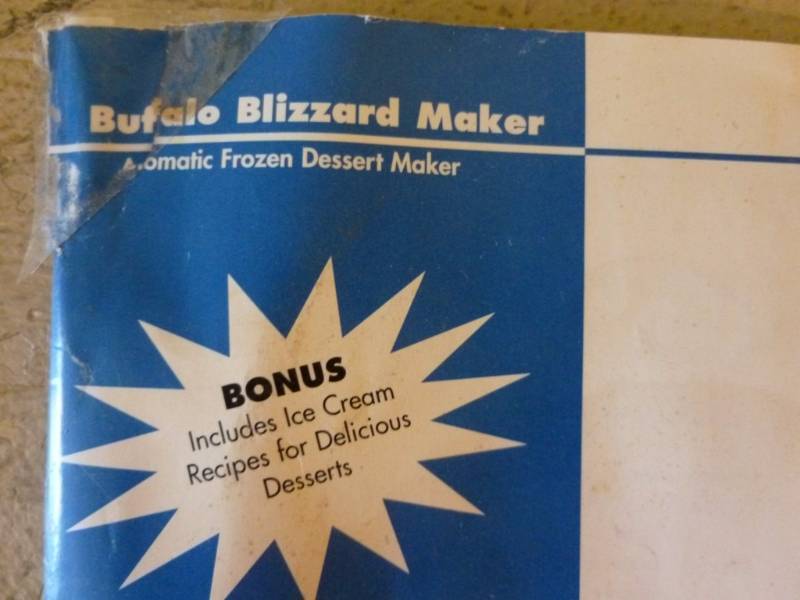 Bufalo Blizzard Maker
Frozen Dessert Maker
BONUS
Includes Ice Cream
Recipes for Delicious
Desserts